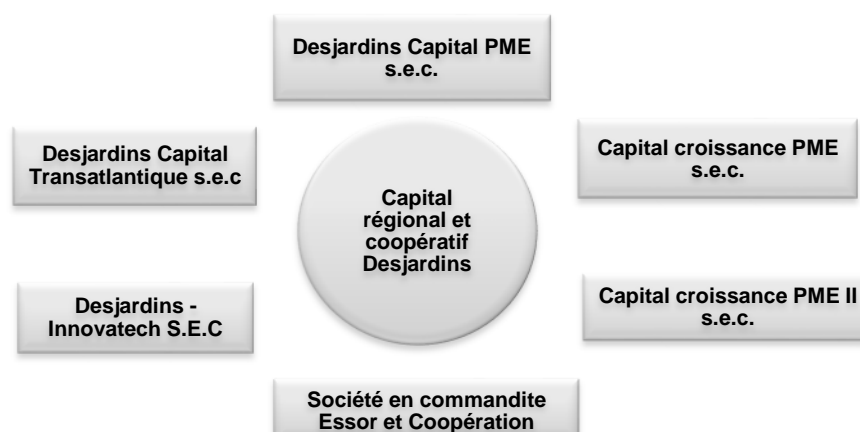 Desjardins Capital PME
s.e.c.
Desjardins Capital
Transatlantique s.e.c
Capital croissance PME
s.e.c.
Capital
régional et
coopératif
Desjardins
Desjardins -
Innovatech S.E.C
Capital croissance PME II
s.e.c.
Société en commandite
Essor et Coopération